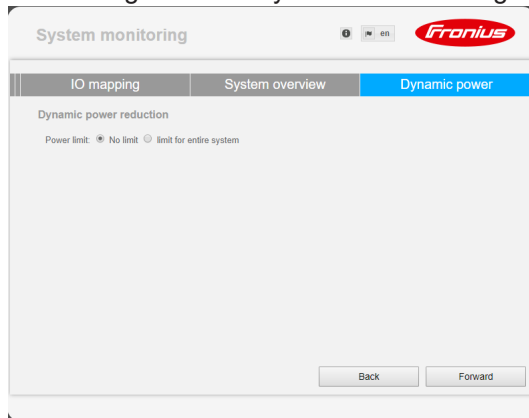 System monitoring
en
Fronius
IO mapping
System overview
Dynamic power
Dynamic power reduction
Power limit: No limit limit for entire system
Back
Forward